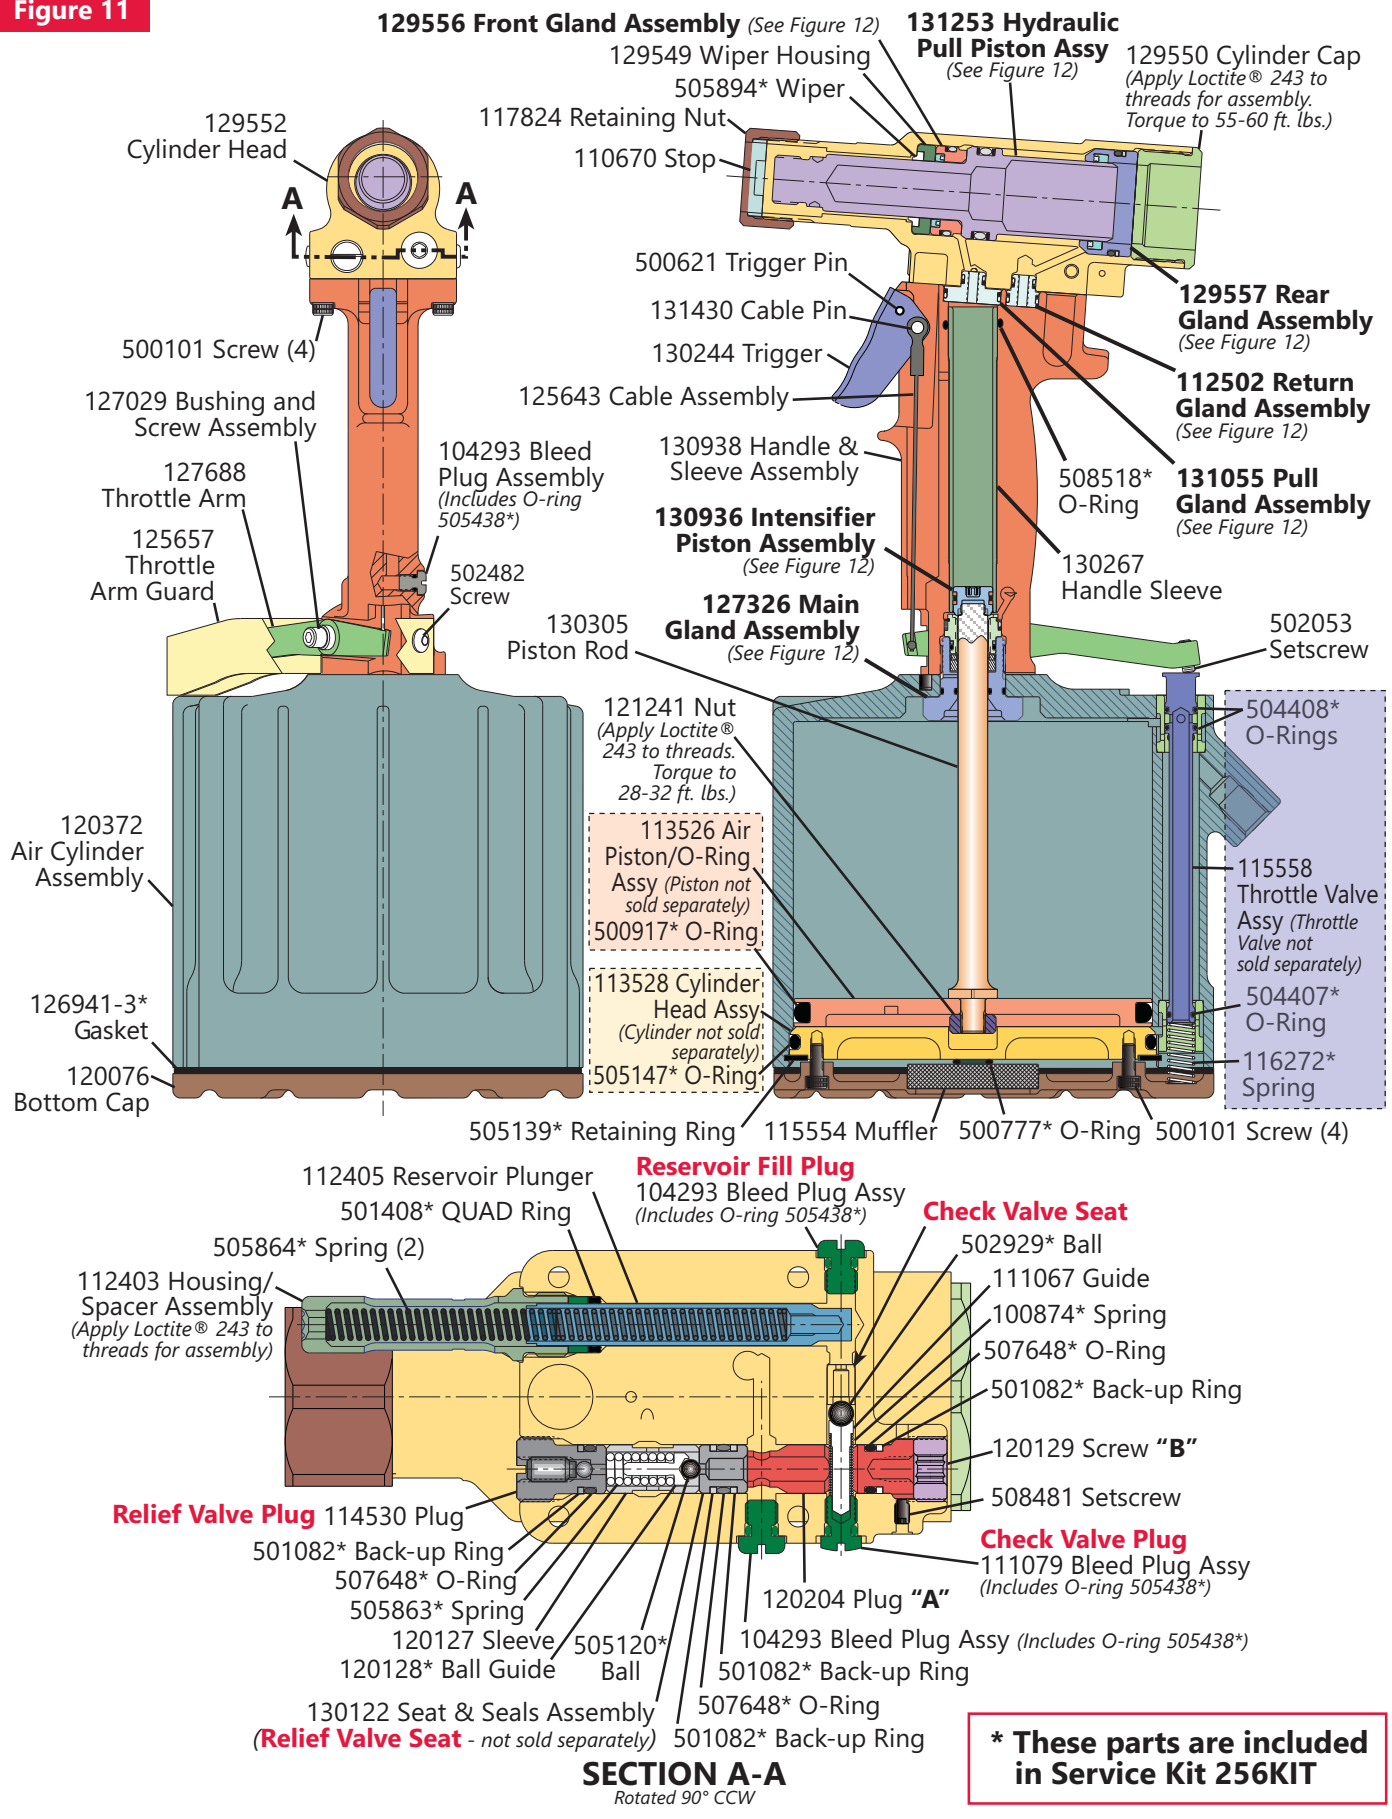 Figure 11
129556 Front Gland Assembly (See Figure 12)
129549 Wiper Housing
505894* Wiper
117824 Retaining Nut
110670 Stop
131253 Hydraulic
Pull Piston Assy
(See Figure 12)
129550 Cylinder Cap
(Apply Loctite® 243 to
threads for assembly.
Torque to 55-60 ft. lbs.)
129552
Cylinder Head
A
A
500101 Screw (4)
127029 Bushing and
Screw Assembly
127688
Throttle Arm
125657
Throttle
Arm Guard
104293 Bleed
Plug Assembly
(Includes O-ring
505438*)
502482
Screw
500621 Trigger Pin
131430 Cable Pin
130244 Trigger
125643 Cable Assembly
130938 Handle &
Sleeve Assembly
130936 Intensifier
Piston Assembly
(See Figure 12)
127326 Main
Gland Assembly
(See Figure 12)
130305
Piston Rod
129557 Rear
Gland Assembly
(See Figure 12)
112502 Return
Gland Assembly
(See Figure 12)
508518*
O-Ring
131055 Pull
Gland Assembly
(See Figure 12)
130267
Handle Sleeve
502053
Setscrew
121241 Nut
(Apply Loctite®
243 to threads.
Torque to
28-32 ft. lbs.)
504408*
O-Rings
120372
Air Cylinder
Assembly
113526 Air
Piston/O-Ring
Assy (Piston not
sold separately)
500917* O-Ring
115558
Throttle Valve
Assy (Throttle
Valve not
sold separately)
504407*
O-Ring
116272*
Spring
113528 Cylinder
Head Assy
(Cylinder not sold
separately)
505147* O-Ring
126941-3*
Gasket
120076
Bottom Cap
505139* Retaining Ring
115554 Muffler
500777* O-Ring
500101 Screw (4)
112405 Reservoir Plunger
501408* QUAD Ring
505864* Spring (2)
112403 Housing/
Spacer Assembly
(Apply Loctite® 243 to
threads for assembly)
Reservoir Fill Plug
104293 Bleed Plug Assy
(Includes O-ring 505438*)
Check Valve Seat
502929* Ball
111067 Guide
100874* Spring
507648* O-Ring
501082* Back-up Ring
120129 Screw “B”
508481 Setscrew
Check Valve Plug
111079 Bleed Plug Assy
(Includes O-ring 505438*)
Relief Valve Plug 114530 Plug
501082* Back-up Ring
507648* O-Ring
505863* Spring
120127 Sleeve
120128* Ball Guide
505120*
Ball
120204 Plug “A”
104293 Bleed Plug Assy (Includes O-ring 505438*)
501082* Back-up Ring
507648* O-Ring
501082* Back-up Ring
130122 Seat & Seals Assembly
(Relief Valve Seat - not sold separately)
SECTION A-A
Rotated 90° CCW
* These parts are included
in Service Kit 256KIT